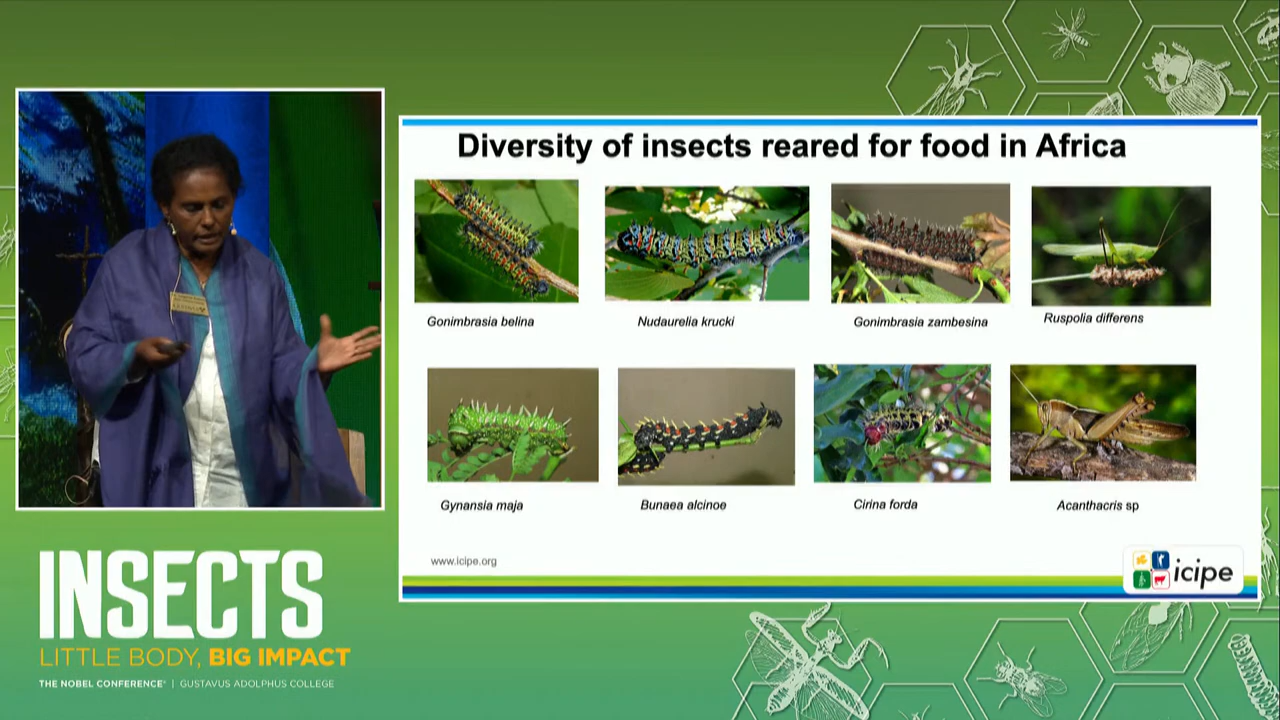 Diversity of insects reared for food in Africa
Gonimbrasia belina
Nudaurelia krucki
Gonimbrasia zambesina
Ruspolia differens
Gynansia maja
Bunaea alcinoe
Cirina forda
Acanthacris sp
www.icipe.org
icipe
INSECTS
LITTLE BODY, BIG IMPACT
THE NOBEL CONFERENCE® | GUSTAVUS ADOLPHUS COLLEGE